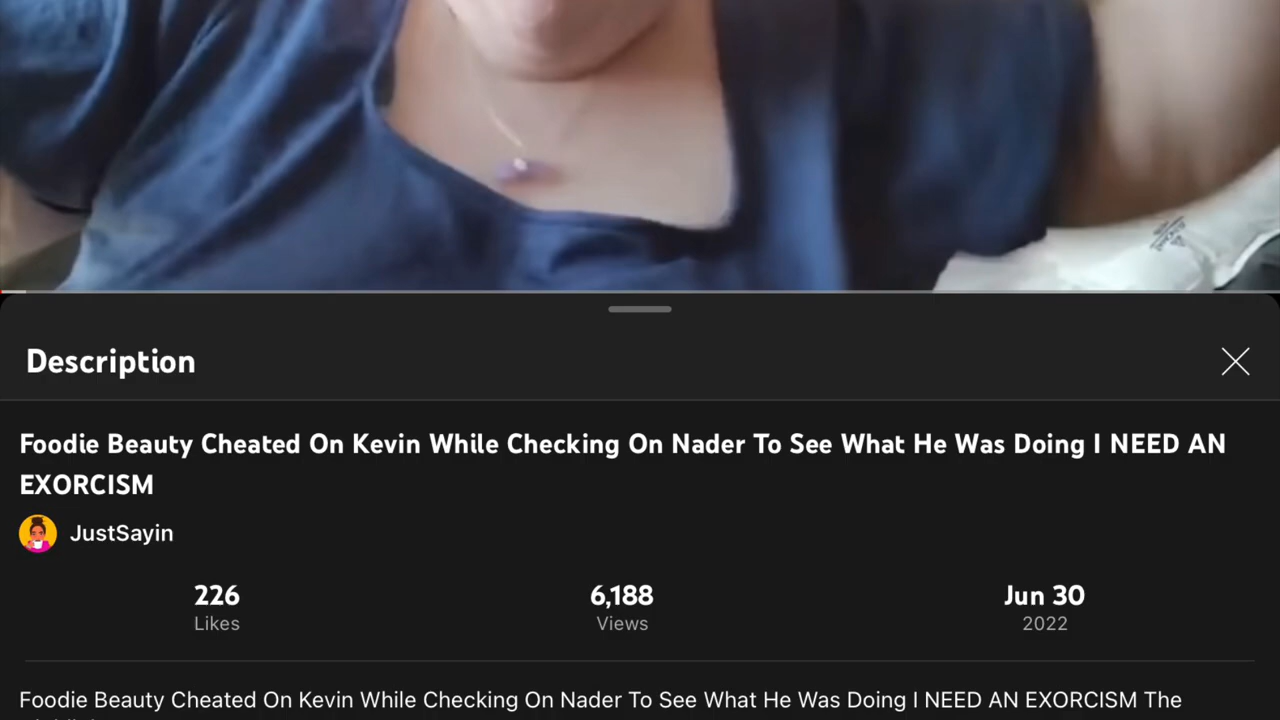 Description
Foodie Beauty Cheated On Kevin While Checking On Nader To See What He Was Doing I NEED AN
EXORCISM
JustSayin
226
6,188
Jun 30
Likes
Views
2022
Foodie Beauty Cheated On Kevin While Checking On Nader To See What He Was Doing I NEED AN EXORCISM The